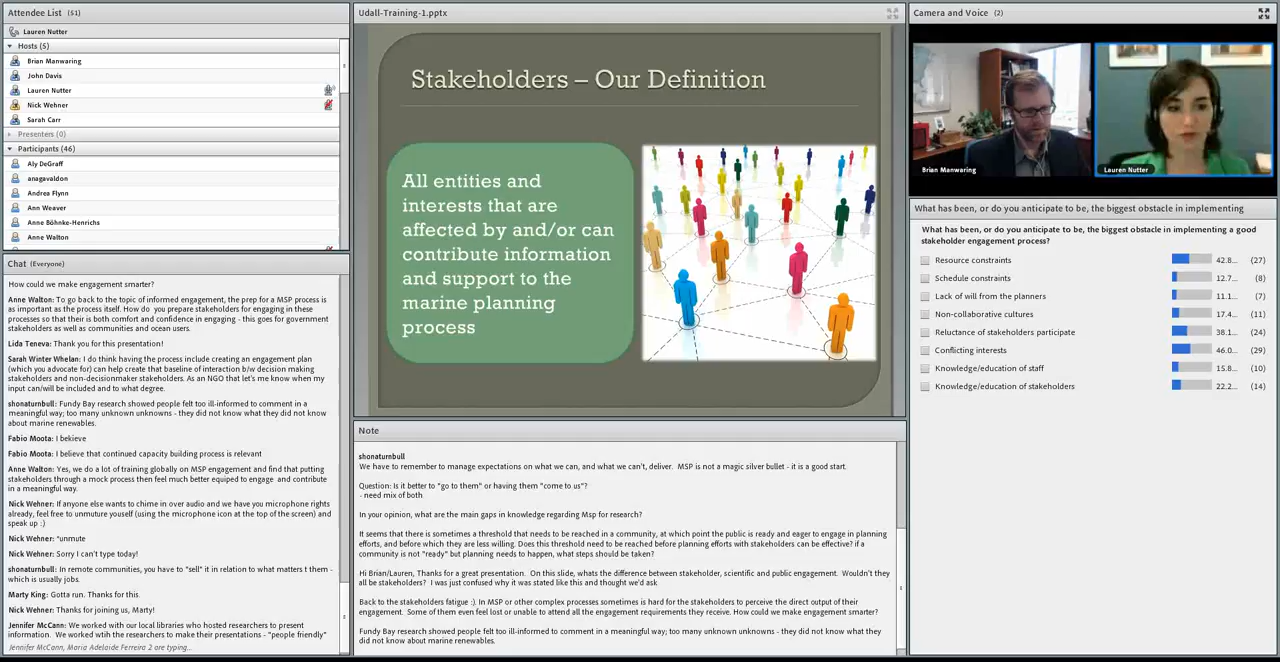 Attendee List (51)
Lauren Nutter
Hosts (5)
Brian Manwaring
John Davis
Lauren Nutter
Nick Wehner
Sarah Carr
Presenters (0)
Participants (46)
Aly DeGraff
anagavaldon
Andrea Flynn
Ann Weaver
Anne Böhnke-Henrichs
Anne Walton
Chat (Everyone)
How could we make engagement smarter?
Anne Walton: To go back to the topic of informed engagement, the prep for a MSP process is
important as the process itself. How do you prepare stakeholders for engaging in these
processes so that their is both comfort and confidence in engaging - this goes for government
stakeholders as well as communities and ocean users.
Lida Teneva: Thank you for this presentation!
Sarah Winter Whelan: I do think having the process include creating an engagement plan
(which you advocate for) can help create that baseline of interaction b/w decision making
stakeholders and non-decisionmaker stakeholders. As an NGO that let's me know when my
input can/will be included and to what degree.
shonaturnbull: Fundy Bay research showed people felt too ill-informed to comment in a
meaningful way; too many unknown unknowns - they did not know what they did not know
about marine renewables.
Fabio Moota: I bekieve
Fabio Moota: I believe that continued capacity building process is relevant
Anne Walton: Yes, we do a lot of training globally on MSP engagement and find that putting
stakeholders through a mock process then feel much better equiped to engage and contribute
in a meaningful way.
Nick Wehner: If anyone else wants to chime in over audio and we have you microphone rights
already, feel free to unmuture youself (using the microphone icon at the top of the screen) and
speak up :)
Nick Wehner: *unmute
Nick Wehner: Sorry I can't type today!
shonaturnbull: In remote communities, you have to "sell" it in relation to what matters t them -
which is usually jobs.
Marty King: Gotta run. Thanks for this.
Nick Wehner: Thanks for joining us, Marty!
Jennifer McCann: We worked with our local libraries who hosted researchers to present
information. We worked wtih the researchers to make their presentations - "people friendly"
Jennifer McCann, Maria Adelaide Ferreira 2 are typing...
Udall-Training-1.pptx
Stakeholders – Our Definition
All entities and
interests that are
affected by and/or can
contribute information
and support to the
marine planning
process
Note
shonaturnbull
We have to remember to manage expectations on what we can, and what we can't, deliver. MSP is not a magic silver bullet - it is a good start.
Question: Is it better to "go to them" or having them "come to us"?
- need mix of both
In your opinion, what are the main gaps in knowledge regarding Msp for research?
It seems that there is sometimes a threshold that needs to be reached in a community, at which point the public is ready and eager to engage in planning
efforts, and before which they are less willing. Does this threshold need to be reached before planning efforts with stakeholders can be effective? if a
community is not "ready" but planning needs to happen, what steps should be taken?
Hi Brian/Lauren, Thanks for a great presentation. On this slide, whats the difference between stakeholder, scientific and public engagement. Wouldn't they
all be stakeholders? I was just confused why it was stated like this and thought we'd ask
Back to the stakeholders fatigue :). In MSP or other complex processes sometimes is hard for the stakeholders to perceive the direct output of their
engagement. Some of them even feel lost or unable to attend all the engagement requirements they receive. How could we make engagement smarter?
Fundy Bay research showed people felt too ill-informed to comment in a meaningful way; too many unknown unknowns - they did not know what they
did not know about marine renewables.
Camera and Voice (2)
Brian Manwaring
Lauren Nutter
What has been, or do you anticipate to be, the biggest obstacle in implementing
What has been, or do you anticipate to be, the biggest obstacle in implementing a good
stakeholder engagement process?
Resource constraints 42.8... (27)
Schedule constraints 12.7... (8)
Lack of will from the planners 11.1... (7)
Non-collaborative cultures 17.4... (11)
Reluctance of stakeholders participate 38.1... (24)
Conflicting interests 46.0... (29)
Knowledge/education of staff 15.8... (10)
Knowledge/education of stakeholders 22.2... (14)